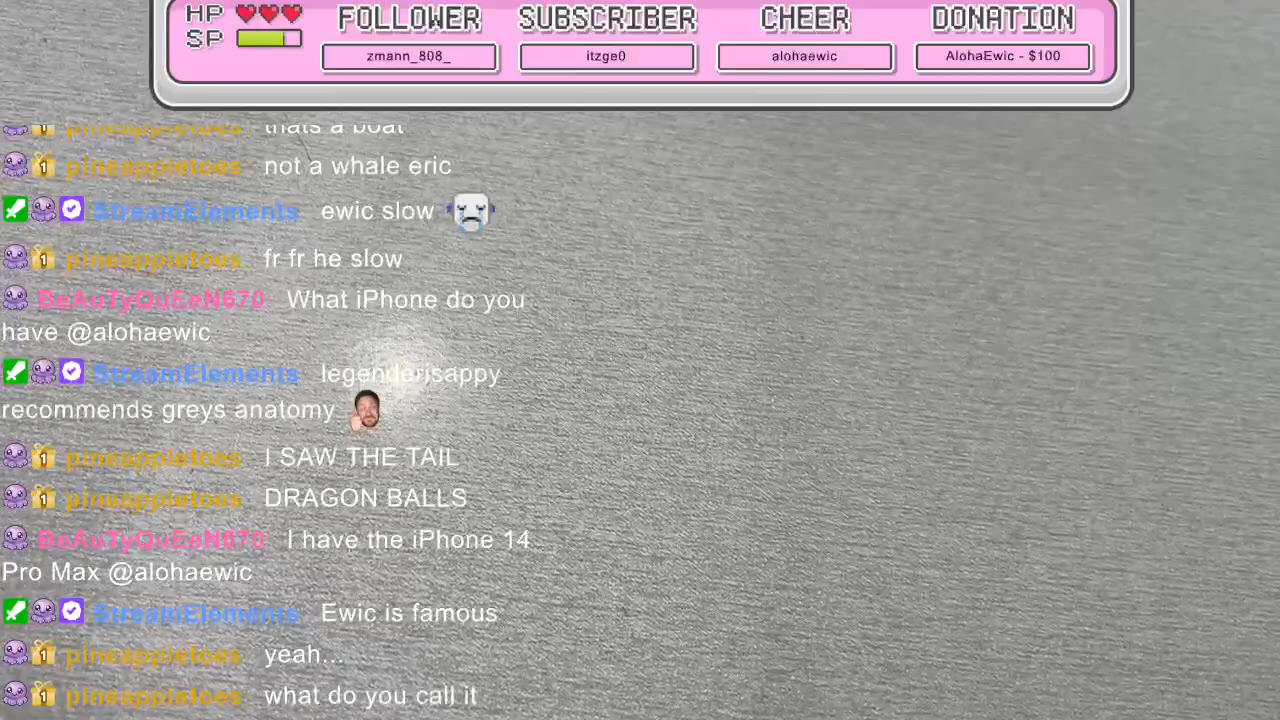 HP FOLLOWER SUBSCRIBER CHEER DONATION
SP zmann_808_ itzge0 alohaewic AlohaEwic - $100
pineappletoes thats a boat
pineappletoes not a whale eric
StreamElements ewic slow
pineappletoes fr fr he slow
BeAuTyQuEeN670: What iPhone do you
have @alohaewic
StreamElements legenderisappy
recommends greys anatomy
pineappletoes I SAW THE TAIL
pineappletoes DRAGON BALLS
BeAuTyQuEeN670 I have the iPhone 14
Pro Max @alohaewic
StreamElements Ewic is famous
pineappletoes yeah...
pineappletoes what do you call it